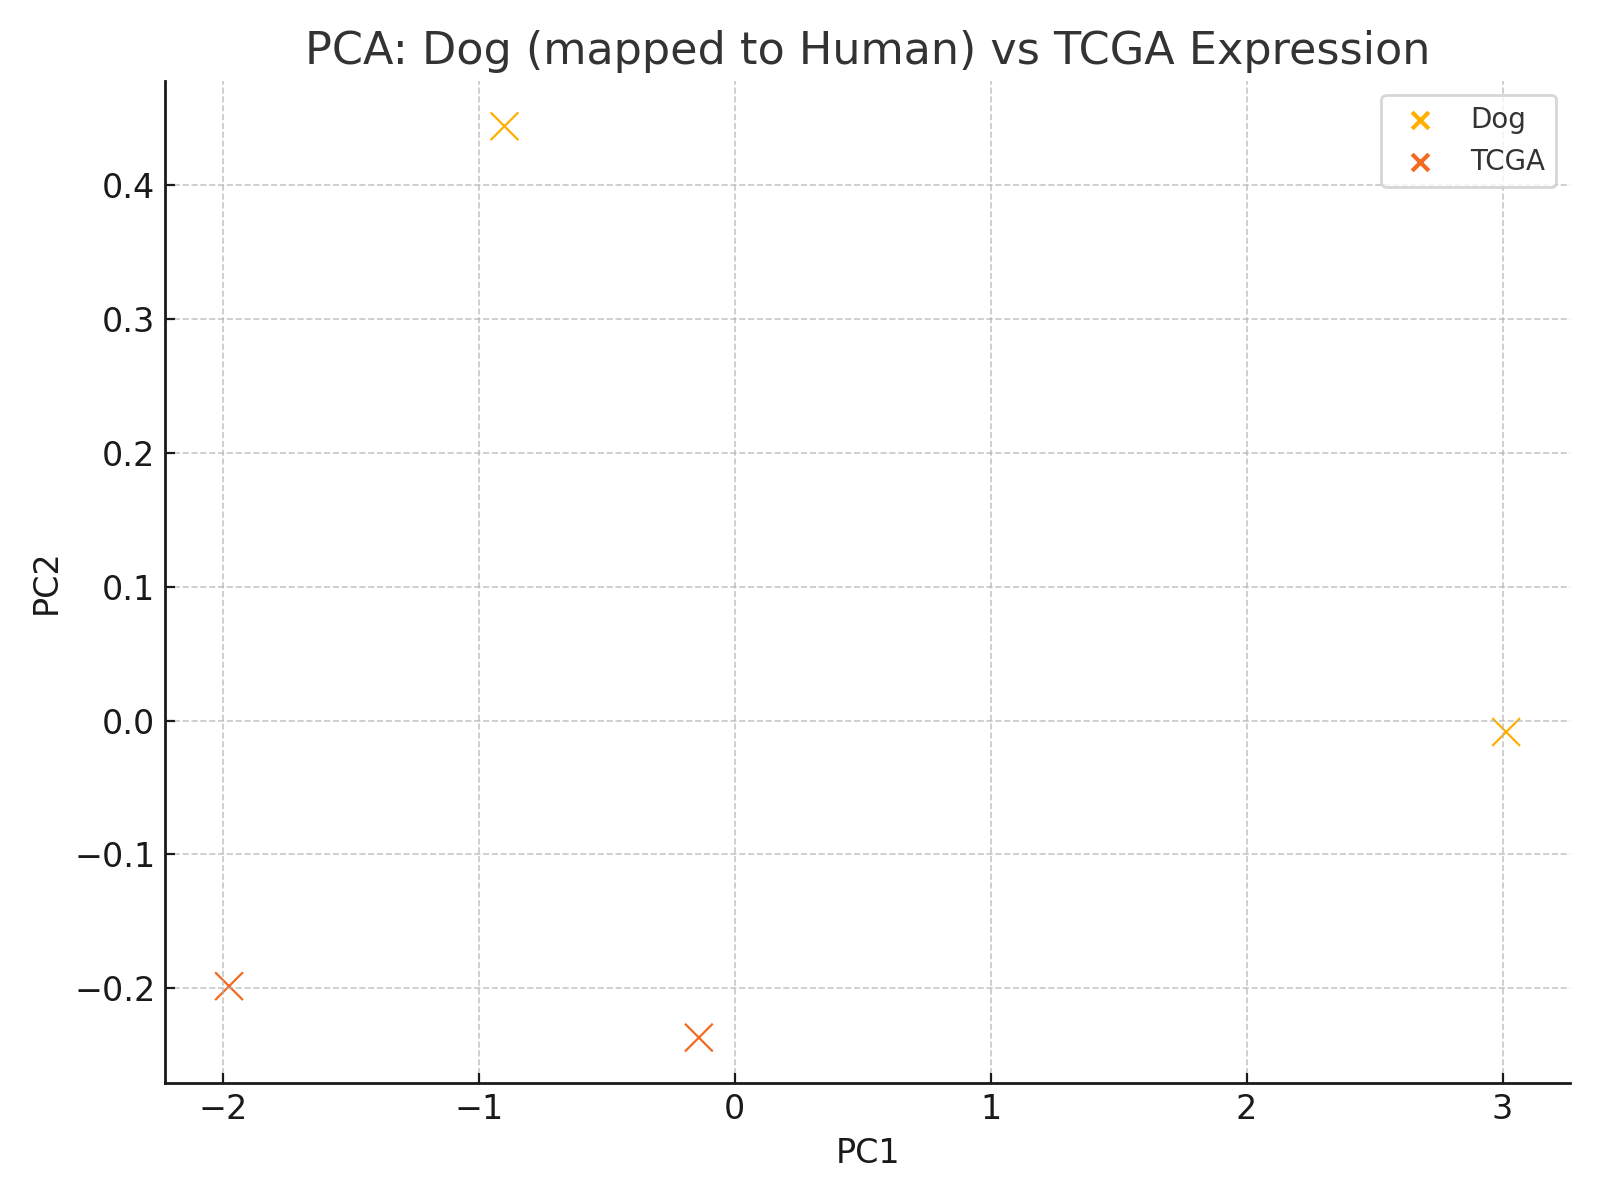 PCA: Dog (mapped to Human) vs TCGA Expression
Dog
TCGA
0.4
0.3
0.2
0.1
0.0
−0.1
−0.2
PC2
−2
−1
0
1
2
3
PC1